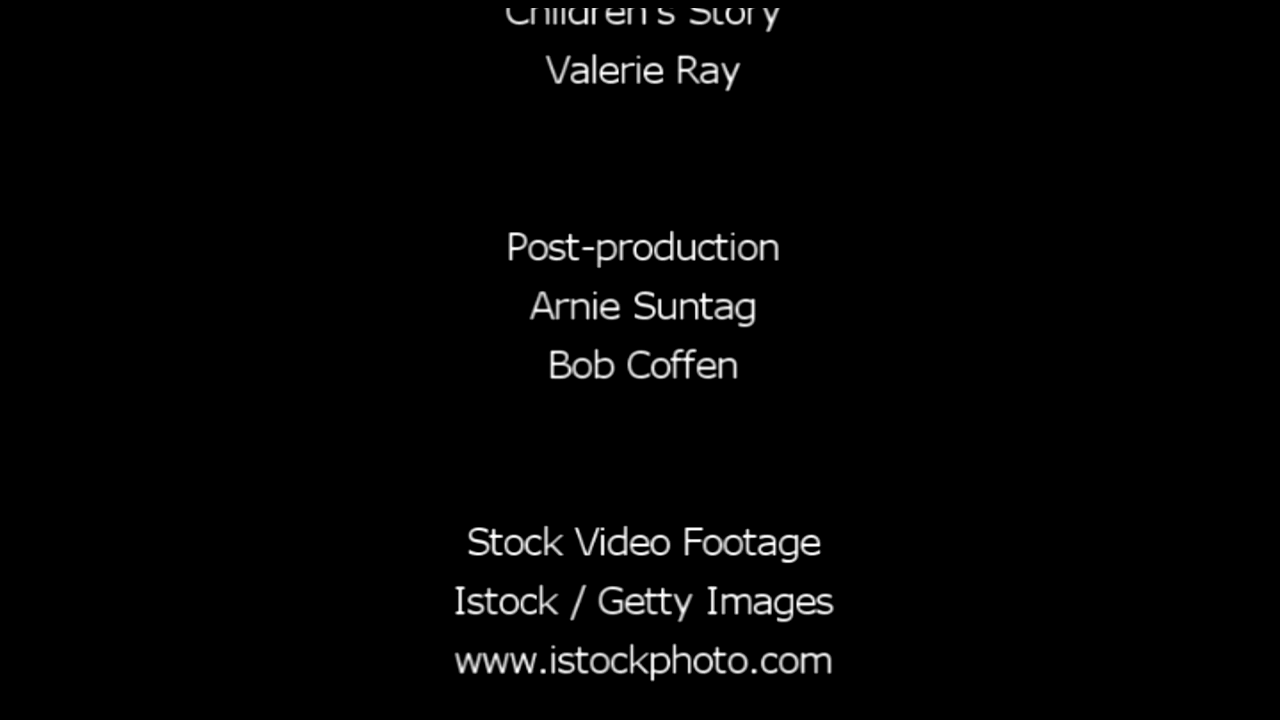 Children's Story
Valerie Ray
Post-production
Arnie Suntag
Bob Coffen
Stock Video Footage
Istock / Getty Images
www.istockphoto.com